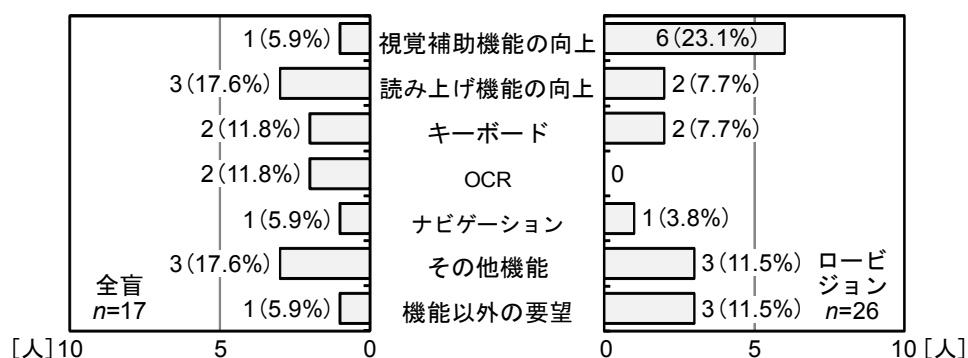 1(5.9%) 視覚補助機能の向上 6(23.1%)
3(17.6%) 読み上げ機能の向上 2(7.7%)
2(11.8%) キーボード 2(7.7%)
2(11.8%) OCR 0
1(5.9%) ナビゲーション 1(3.8%)
3(17.6%) その他機能 3(11.5%)
1(5.9%) 機能以外の要望 3(11.5%)
全盲
n=17
ロービ
ジョン
n=26
[人] 10 5 0 0 5 10 [人]